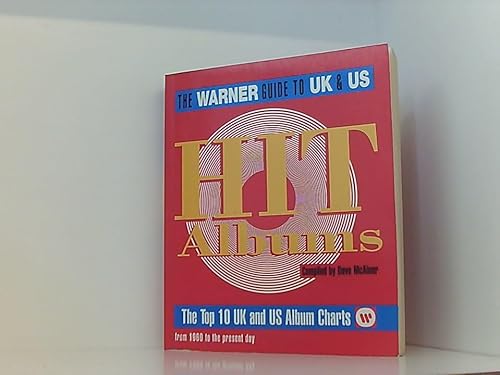 THE WARNER GUIDE TO UK & US
HIT
Albums
Compiled by Dave McAleer
The Top 10 UK and US Album Charts
from 1960 to the present day